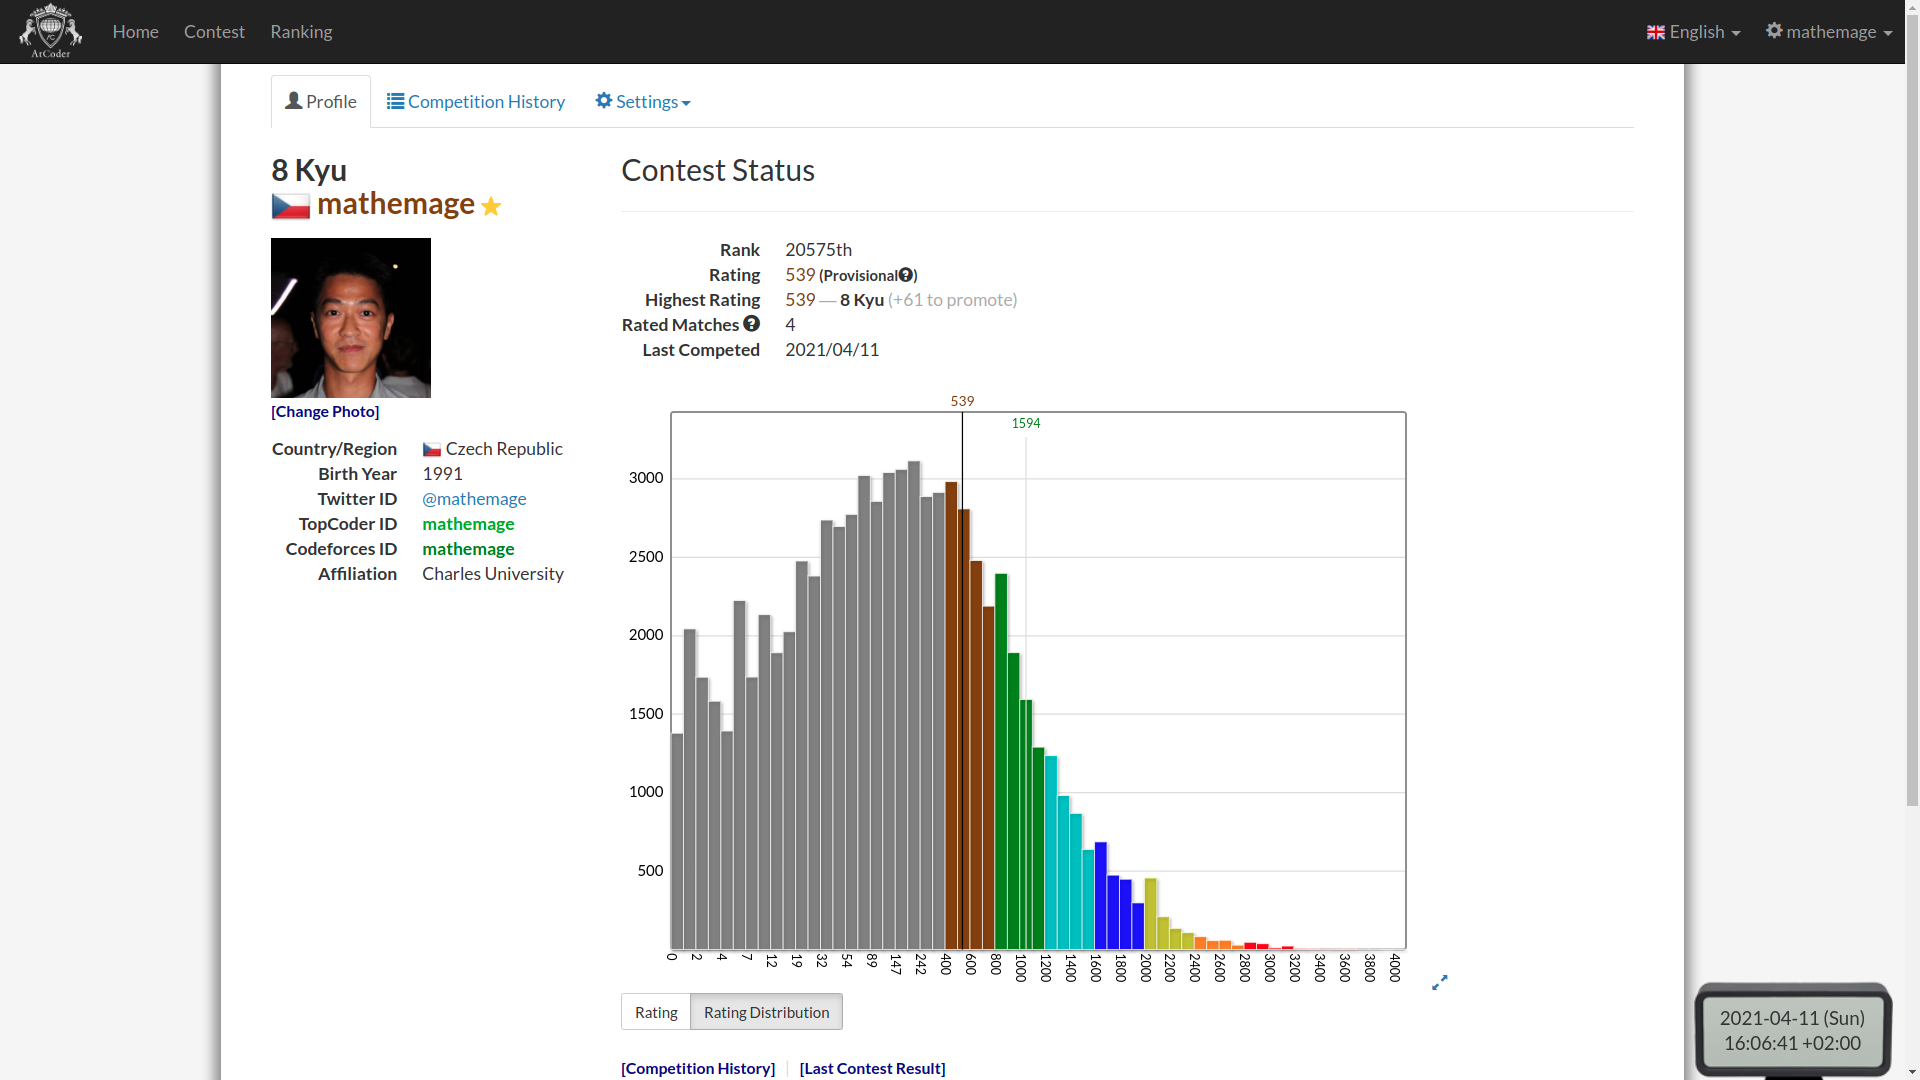 AtCoder
Home
Contest
Ranking
English
mathemage
Profile
Competition History
Settings
8 Kyu
mathemage
[Change Photo]
Country/Region Czech Republic
Birth Year 1991
Twitter ID @mathemage
TopCoder ID mathemage
Codeforces ID mathemage
Affiliation Charles University
Contest Status
Rank 20575th
Rating 539 (Provisional?)
Highest Rating 539 — 8 Kyu (+61 to promote)
Rated Matches ? 4
Last Competed 2021/04/11
539
1594
3000
2500
2000
1500
1000
500
0 2 4 7 12 19 32 54 89 147 242 400 600 800 1000 1200 1400 1600 1800 2000 2200 2400 2600 2800 3000 3200 3400 3600 3800 4000
Rating
Rating Distribution
[Competition History]
[Last Contest Result]
2021-04-11 (Sun)
16:06:41 +02:00